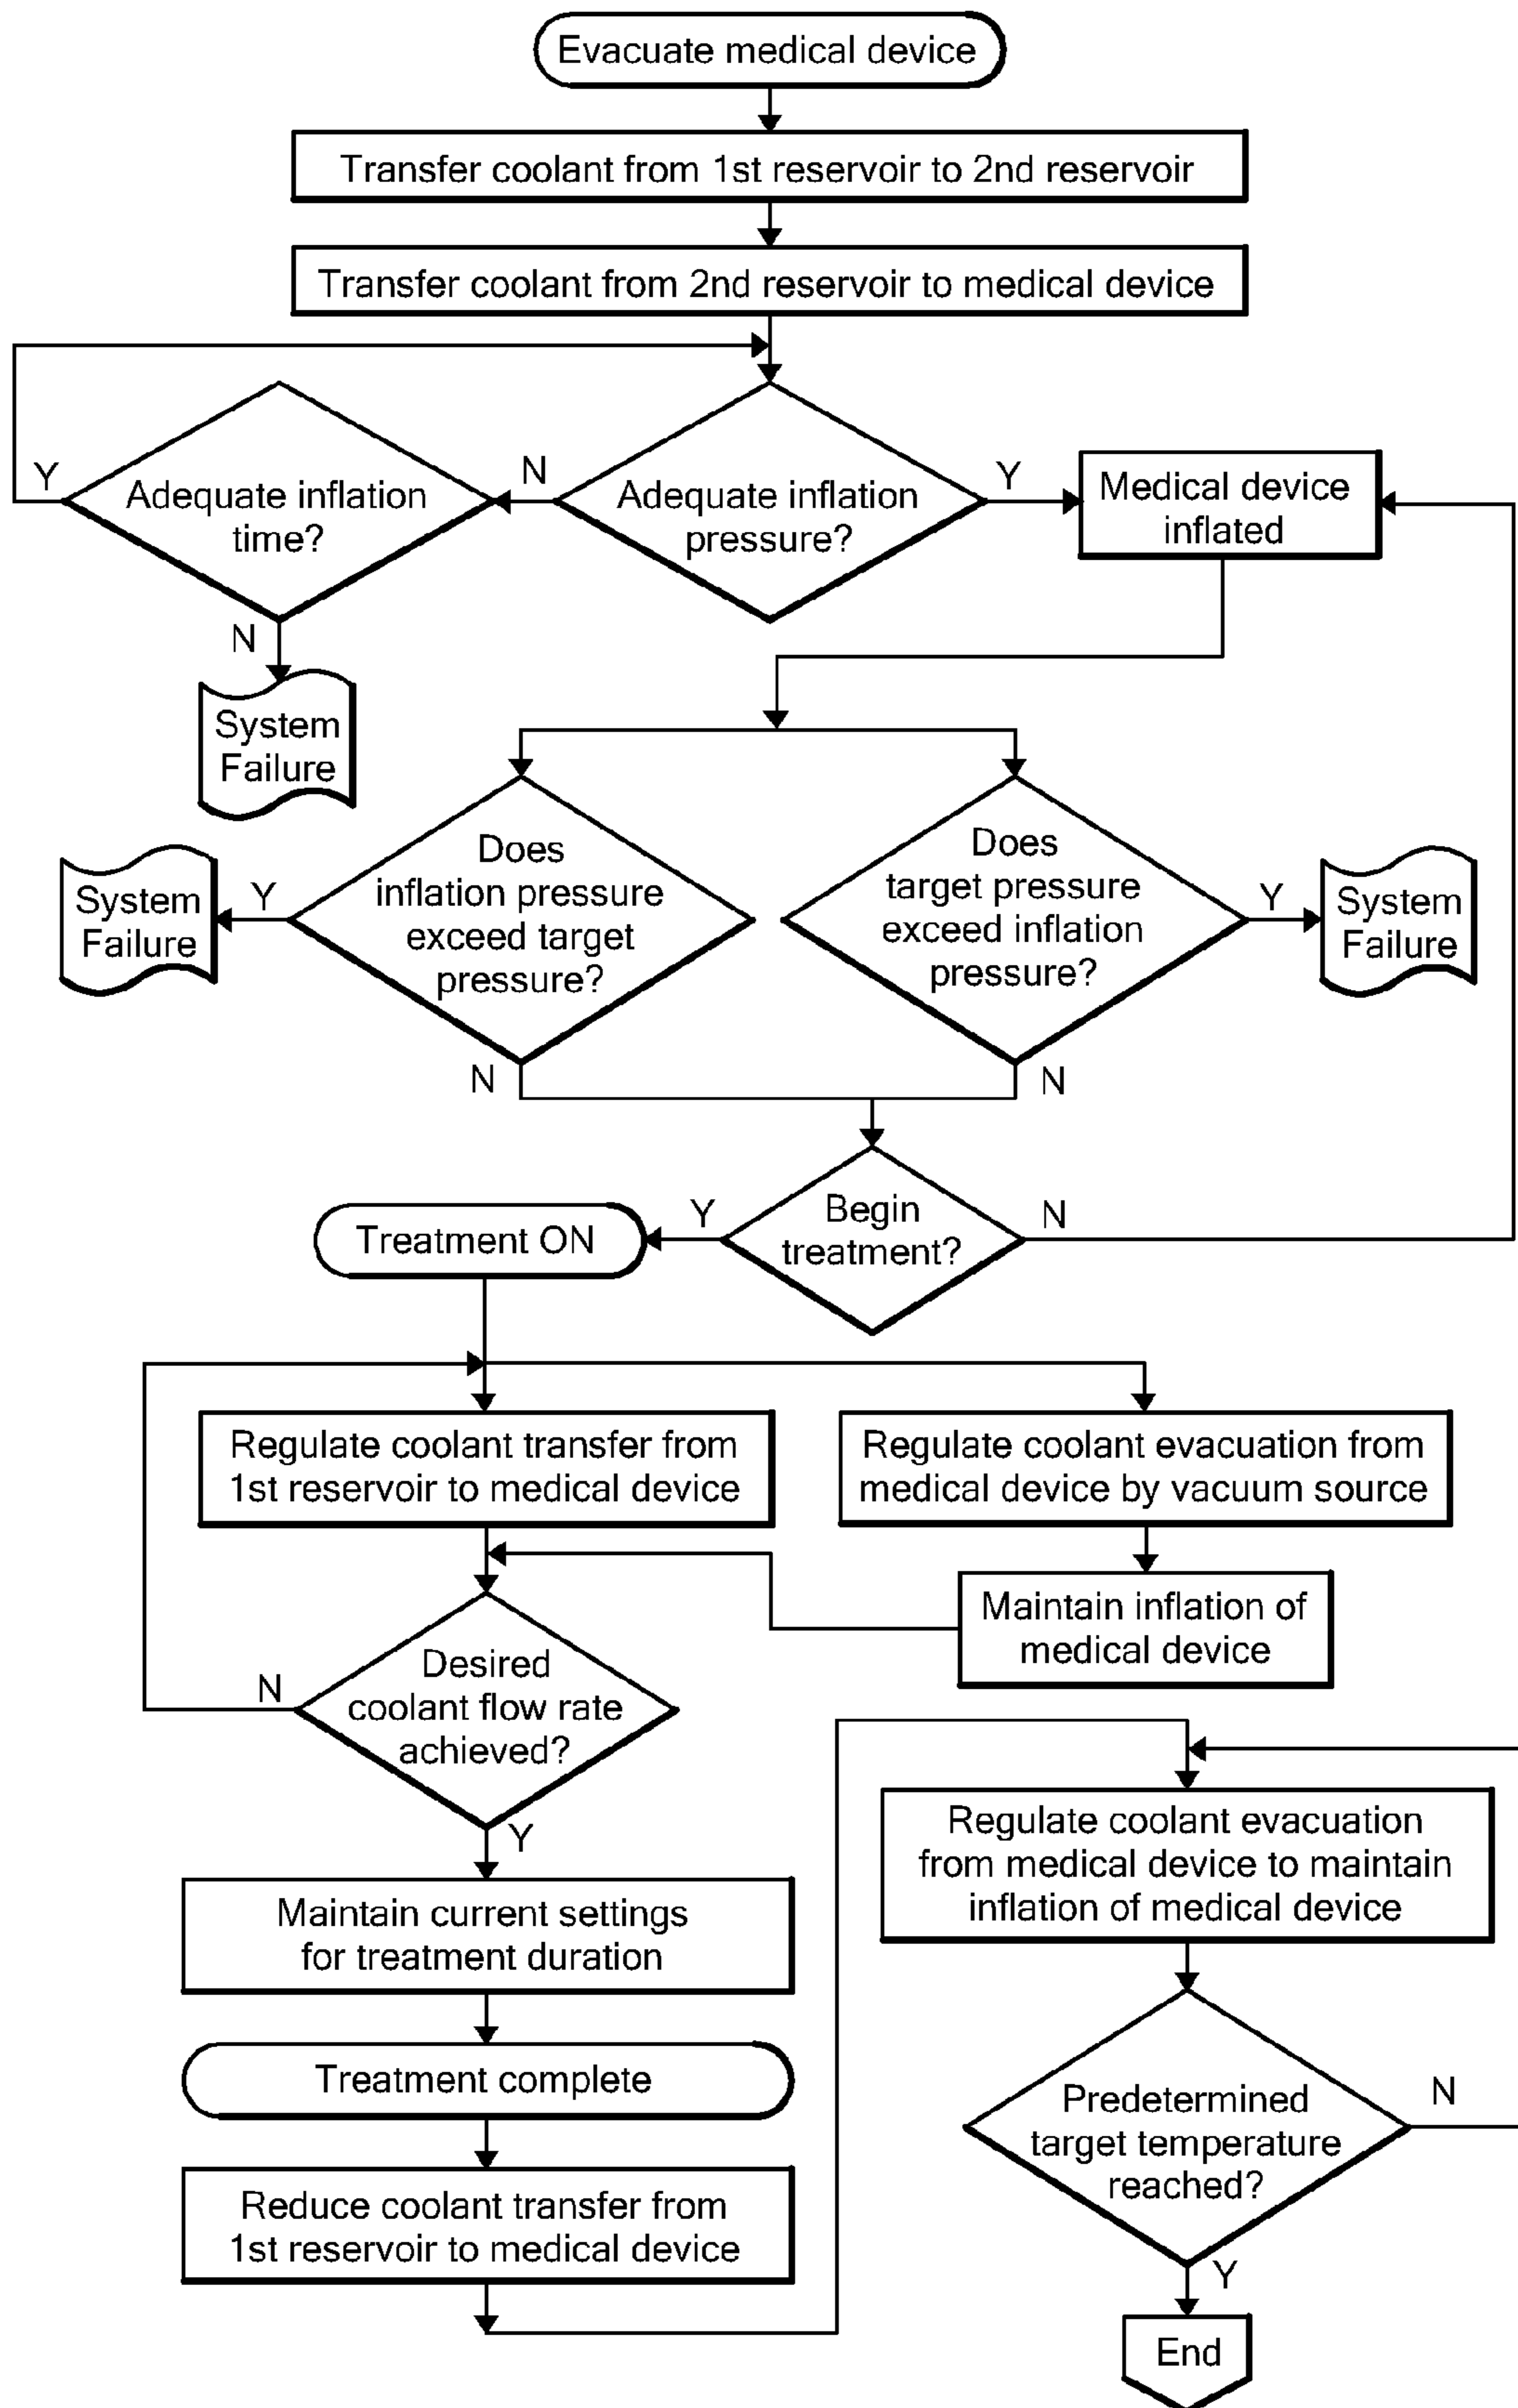 Evacuate medical device
Transfer coolant from 1st reservoir to 2nd reservoir
Transfer coolant from 2nd reservoir to medical device
Y
Adequate inflation
time?
N
Adequate inflation
pressure?
Y
Medical device
inflated
N
System
Failure
System
Failure
Y
Does
inflation pressure
exceed target
pressure?
Does
target pressure
exceed inflation
pressure?
Y
System
Failure
N
N
Treatment ON
Y
Begin
treatment?
N
Regulate coolant transfer from
1st reservoir to medical device
Regulate coolant evacuation from
medical device by vacuum source
Maintain inflation of
medical device
N
Desired
coolant flow rate
achieved?
Y
Maintain current settings
for treatment duration
Treatment complete
Reduce coolant transfer from
1st reservoir to medical device
Regulate coolant evacuation
from medical device to maintain
inflation of medical device
Predetermined
target temperature
reached?
N
Y
End